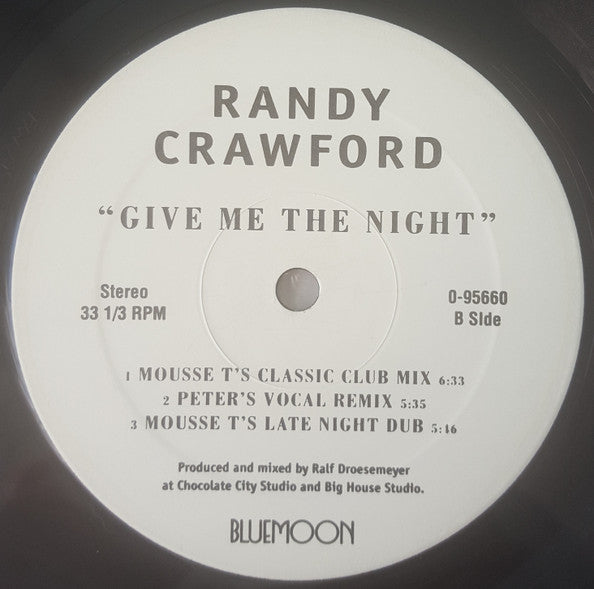 RANDY
CRAWFORD
“GIVE ME THE NIGHT”
Stereo
33 1/3 RPM
0-95660
B Side
1 MOUSSE T'S CLASSIC CLUB MIX 6:33
2 PETER'S VOCAL REMIX 5:35
3 MOUSSE T'S LATE NIGHT DUB 5:46
Produced and mixed by Ralf Droesemeyer
at Chocolate City Studio and Big House Studio.
BLUEMOON